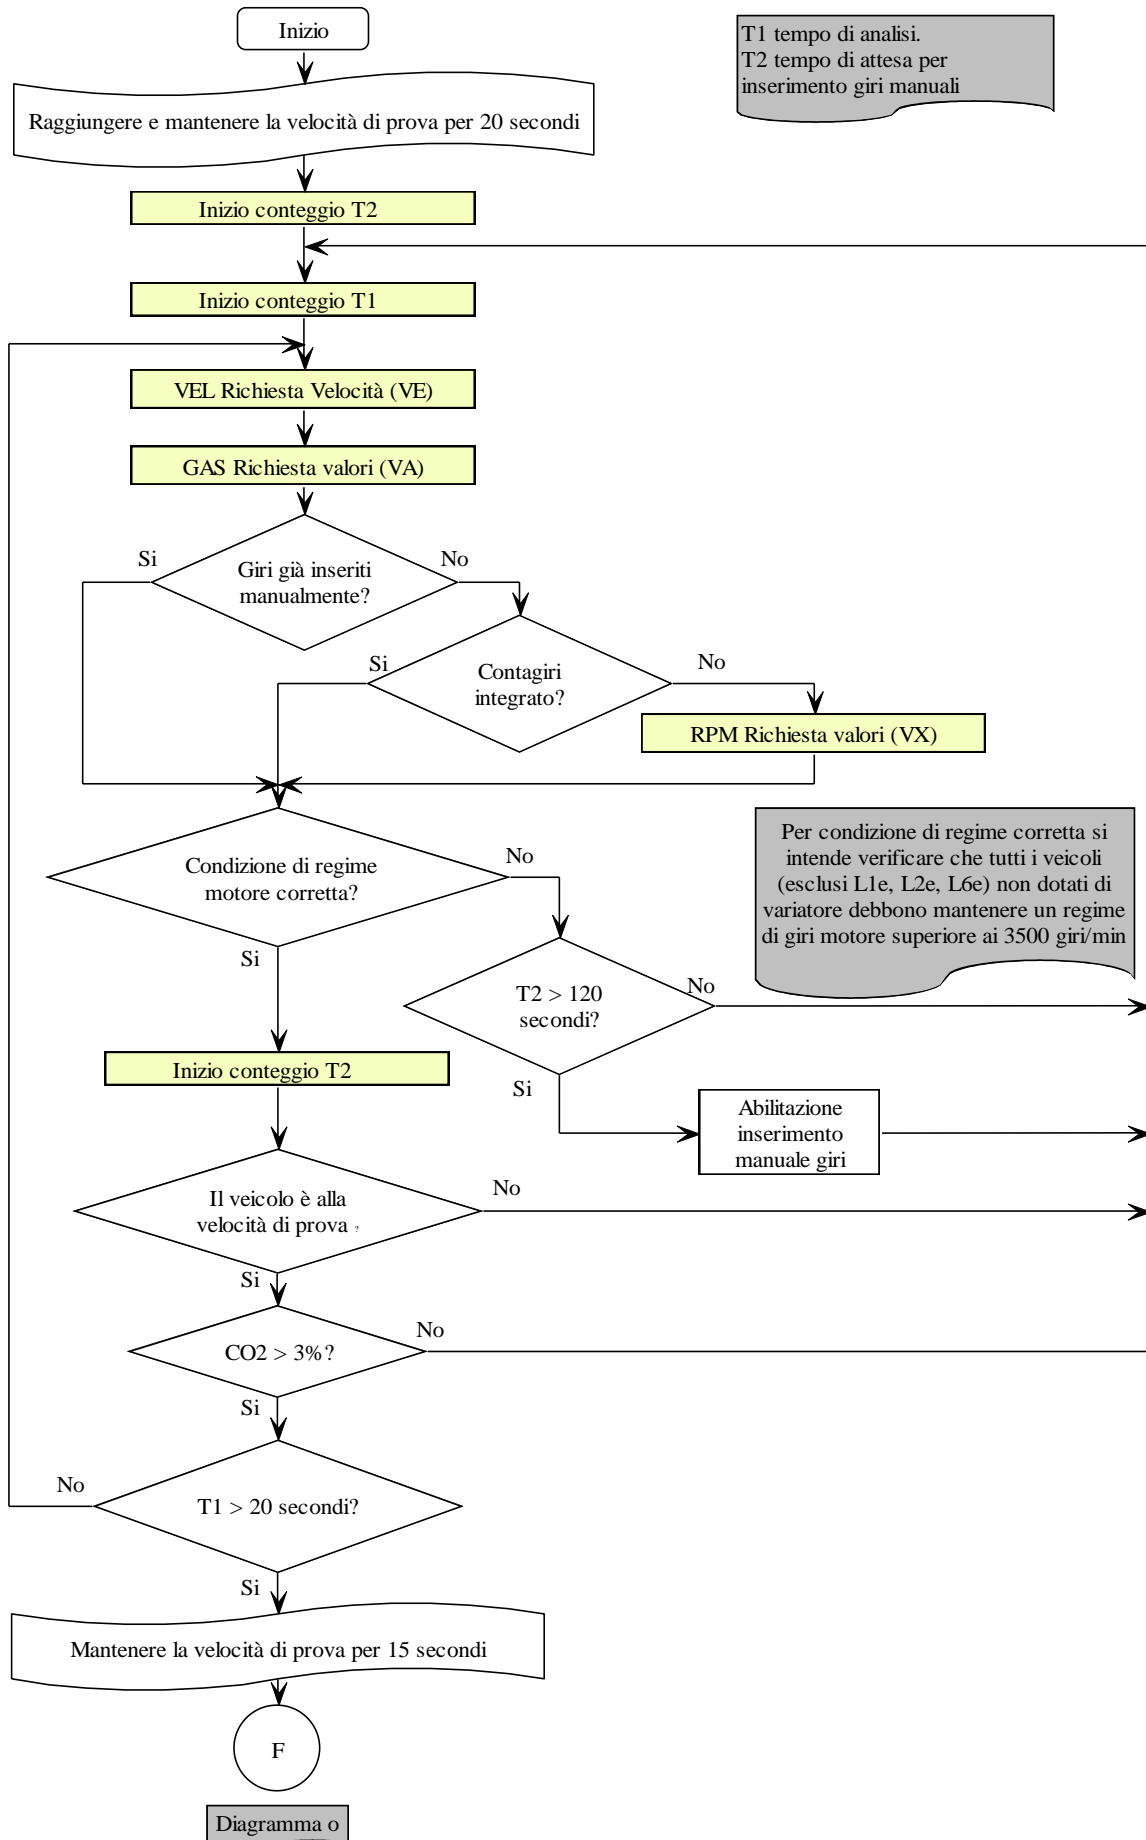 Inizio
T1 tempo di analisi.
T2 tempo di attesa per
inserimento giri manuali
Raggiungere e mantenere la velocità di prova per 20 secondi
Inizio conteggio T2
Inizio conteggio T1
VEL Richiesta Velocità (VE)
GAS Richiesta valori (VA)
Si
No
Giri già inseriti
manualmente?
Si
No
Contagiri
integrato?
RPM Richiesta valori (VX)
Per condizione di regime corretta si
intende verificare che tutti i veicoli
(esclusi L1e, L2e, L6e) non dotati di
variatore debbono mantenere un regime
di giri motore superiore ai 3500 giri/min
Condizione di regime
motore corretta?
No
Si
T2 > 120
secondi?
No
Si
Inizio conteggio T2
Abilitazione
inserimento
manuale giri
Il veicolo è alla
velocità di prova ?
No
Si
CO2 > 3%?
No
Si
No
T1 > 20 secondi?
Si
Mantenere la velocità di prova per 15 secondi
F
Diagramma o